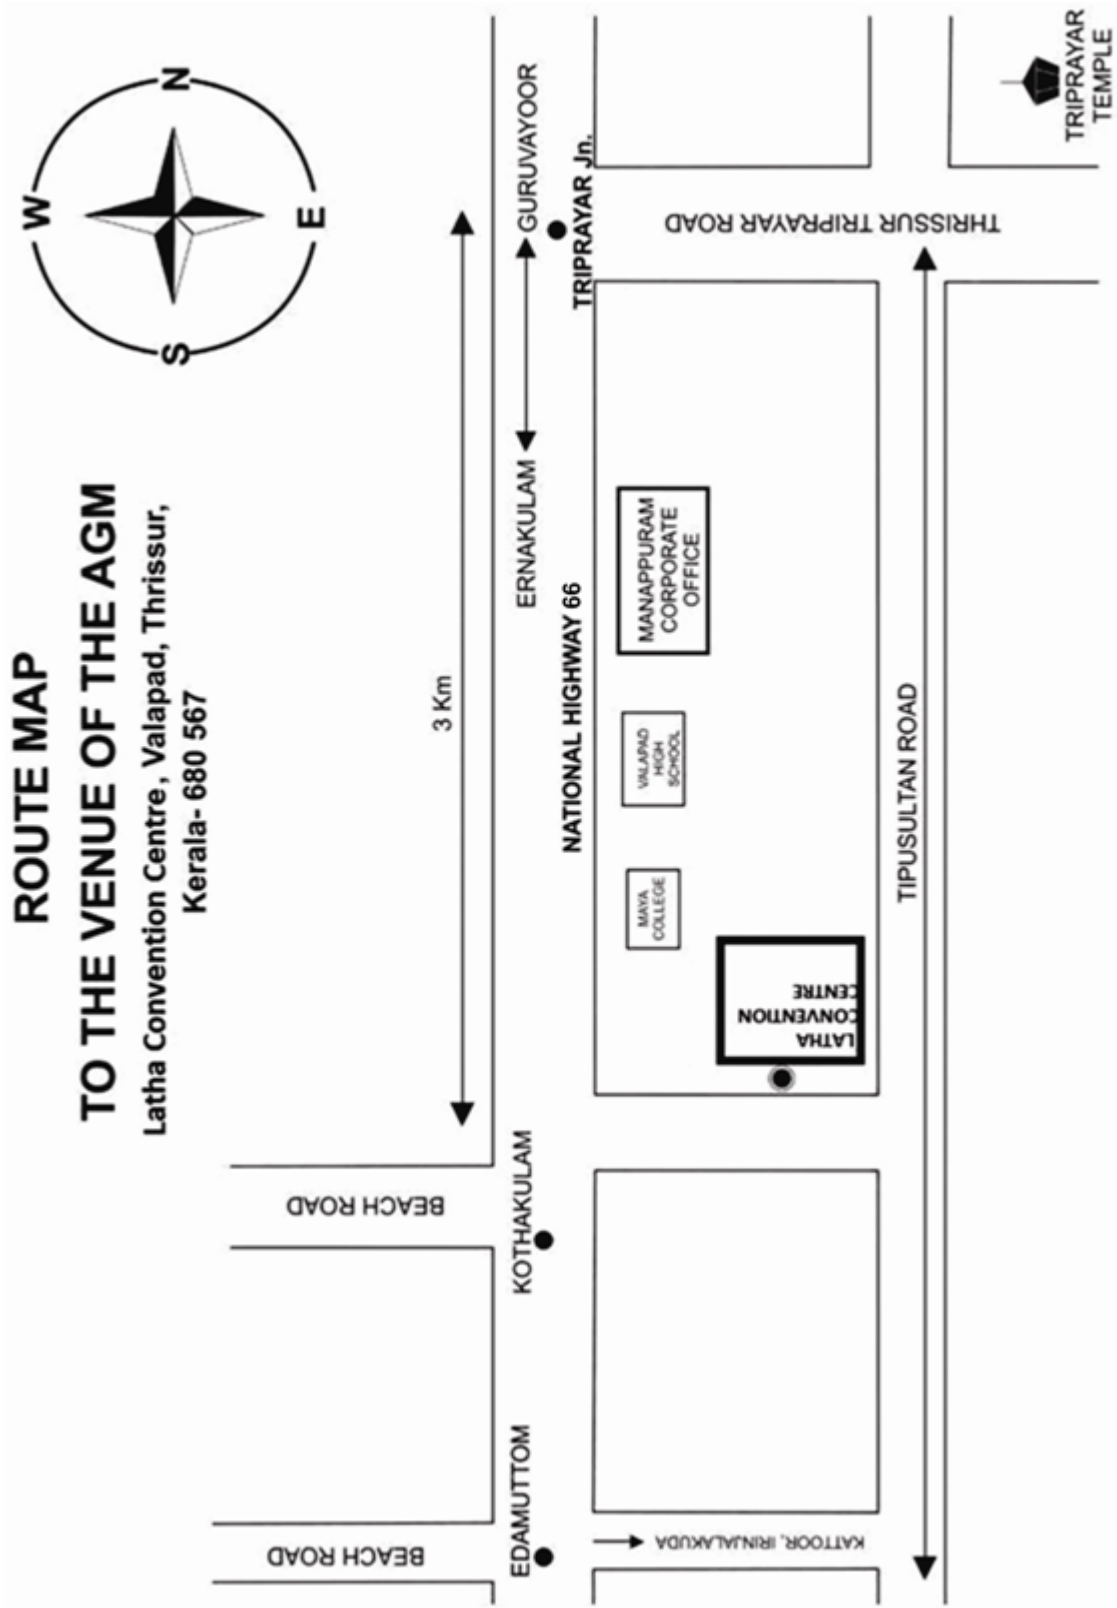 ROUTE MAP
TO THE VENUE OF THE AGM
Latha Convention Centre , Valapad, Thrissur,
Kerala- 680 567
N
W
E
S
3 Km
BEACH ROAD
BEACH ROAD
EDAMUTTOM
KOTHAKULAM
ERNAKULAM
GURUVAYOOR
NATIONAL HIGHWAY 66
TRIPRAYAR Jn.
MAYA
COLLEGE
VALAPAD
HIGH
SCHOOL
MANAPPURAM
CORPORATE
OFFICE
LATHA
CONVENTION
CENTRE
KATTOOR, IRINJALAKUDA
THRISSUR TRIPRAYAR ROAD
TIPUSULTAN ROAD
TRIPRAYAR
TEMPLE